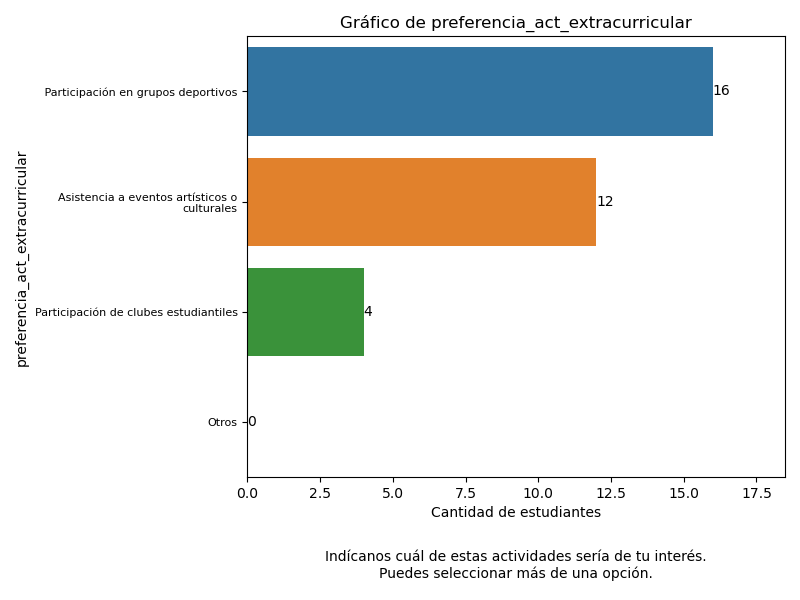 Gráfico de preferencia_act_extracurricular
preferencia_act_extracurricular
Participación en grupos deportivos
16
Asistencia a eventos artísticos o
culturales
12
Participación de clubes estudiantiles
4
Otros
0
0.0
2.5
5.0
7.5
10.0
12.5
15.0
17.5
Cantidad de estudiantes
Indícanos cuál de estas actividades sería de tu interés.
Puedes seleccionar más de una opción.